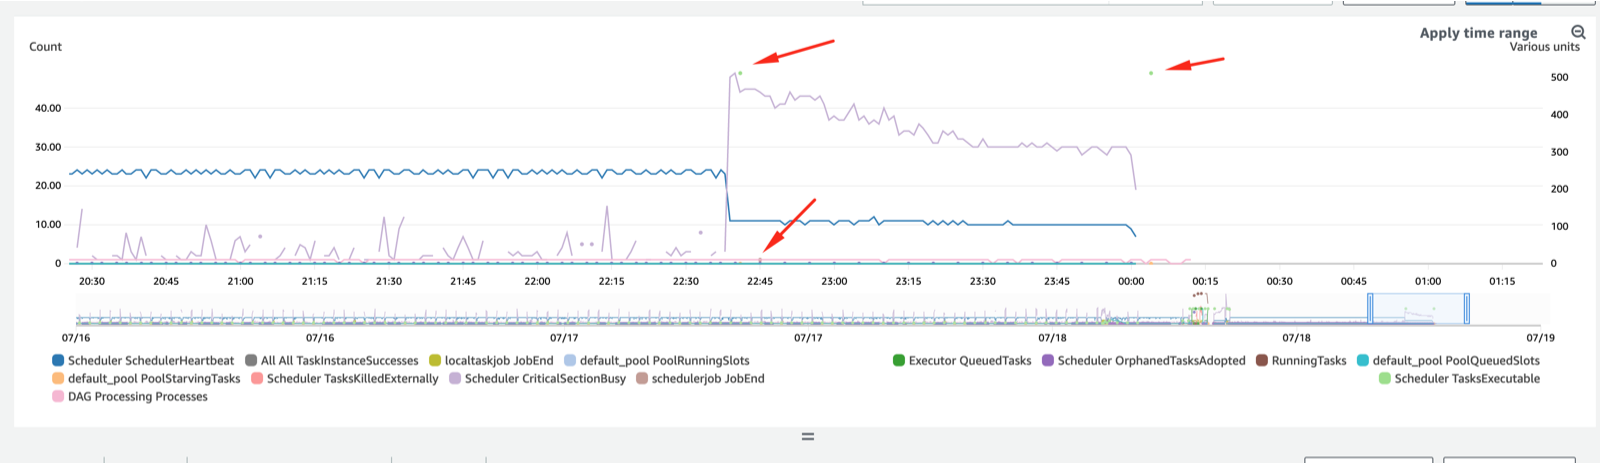 Apply time range
Count
Various units
500
40.00
400
30.00
300
20.00
200
10.00
100
0
0
20:30 20:45 21:00 21:15 21:30 21:45 22:00 22:15 22:30 22:45 23:00 23:15 23:30 23:45 00:00 00:15 00:30 00:45 01:00 01:15
07/16 07/16 07/17 07/17 07/18 07/18 07/19
Scheduler SchedulerHeartbeat All All TaskInstanceSuccesses localtaskjob JobEnd default_pool PoolRunningSlots Executor QueuedTasks Scheduler OrphanedTasksAdopted RunningTasks default_pool PoolQueuedSlots
default_pool PoolStarvingTasks Scheduler TasksKilledExternally Scheduler CriticalSectionBusy schedulerjob JobEnd Scheduler TasksExecutable
DAG Processing Processes